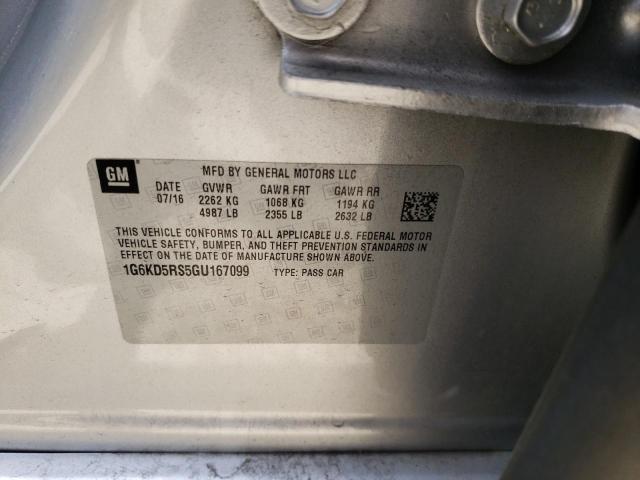 GM
MFD BY GENERAL MOTORS LLC
DATE GVWR GAWR FRT GAWR RR
07/16 2262 KG 1068 KG 1194 KG
4987 LB 2355 LB 2632 LB
THIS VEHICLE CONFORMS TO ALL APPLICABLE U.S. FEDERAL MOTOR
VEHICLE SAFETY, BUMPER, AND THEFT PREVENTION STANDARDS IN
EFFECT ON THE DATE OF MANUFACTURE SHOWN ABOVE.
1G6KD5RS5GU167099 TYPE: PASS CAR